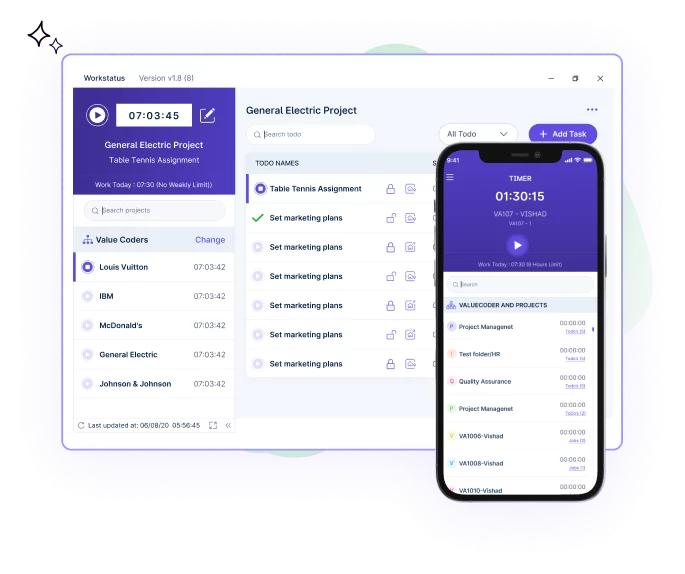 Workstatus Version v1.8 (8)
07:03:45
General Electric Project
Table Tennis Assignment
Work Today : 07:30 (No Weekly Limit))
Search projects
Value Coders Change
Louis Vuitton 07:03:42
IBM 07:03:42
McDonald's 07:03:42
General Electric 07:03:42
Johnson & Johnson 07:03:42
Last updated at: 06/08/20 05:56:45
General Electric Project
Search todo
All Todo
+ Add Task
TODO NAMES
Table Tennis Assignment
Set marketing plans
Set marketing plans
Set marketing plans
Set marketing plans
Set marketing plans
Set marketing plans
9:41
TIMER
01:30:15
VA107 - VISHAD
VA107 - 1
Work Today : 07:30 (8 Hours Limit)
Search
VALUECODER AND PROJECTS
P Project Managenet 00:00:00
T Test folder/HR 00:00:00
Q Quality Assurance 00:00:00
P Project Managenet 00:00:00
V VA1006-Vishad 00:00:00
V VA1008-Vishad 00:00:00
VA1010-Vishad 00:00:00